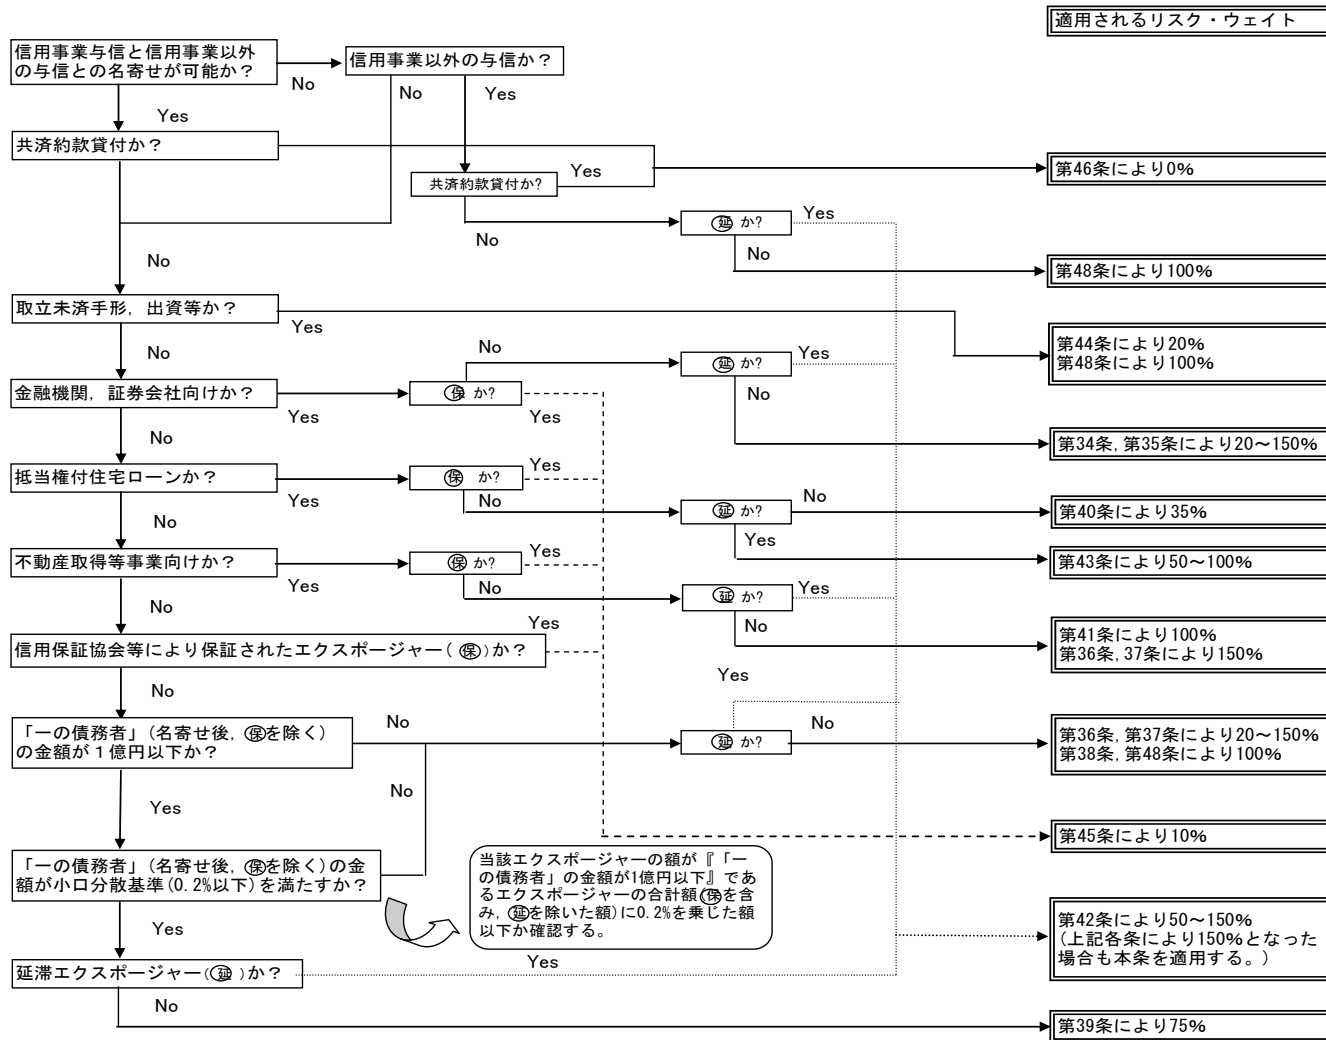 適用されるリスク・ウェイト
信用事業与信と信用事業以外
の与信との名寄せが可能か？
No
信用事業以外の与信か？
No
Yes
Yes
共済約款貸付か？
共済約款貸付か?
Yes
第46条により0%
No
㊥延 か?
Yes
No
第48条により100%
No
取立未済手形，出資等か？
Yes
第44条により20%
第48条により100%
No
金融機関，証券会社向けか？
Yes
保 か?
No
Yes
延 か?
Yes
No
第34条,第35条により20～150%
No
抵当権付住宅ローンか？
Yes
保 か?
Yes
No
延 か?
No
Yes
第40条により35%
第43条により50～100%
No
不動産取得等事業向けか？
Yes
保 か?
Yes
No
延 か?
Yes
No
第41条により100%
第36条,37条により150%
No
信用保証協会等により保証されたエクスポージャー( 保)か？
Yes
No
「一の債務者」(名寄せ後，保を除く)
の金額が１億円以下か？
No
延 か?
Yes
No
第36条,第37条により20～150%
第38条,第48条により100%
Yes
No
第45条により10%
「一の債務者」(名寄せ後，保を除く)の金
額が小口分散基準(0.2%以下)を満たすか？
当該エクスポージャーの額が『「一
の債務者」の金額が1億円以下』であ
るエクスポージャーの合計額(保を含
み，延を除いた額)に0.2%を乗じた額
以下か確認する。
第42条により50～150%
(上記各条により150%となった
場合も本条を適用する。)
Yes
延滞エクスポージャー(延 )か？
Yes
No
第39条により75%